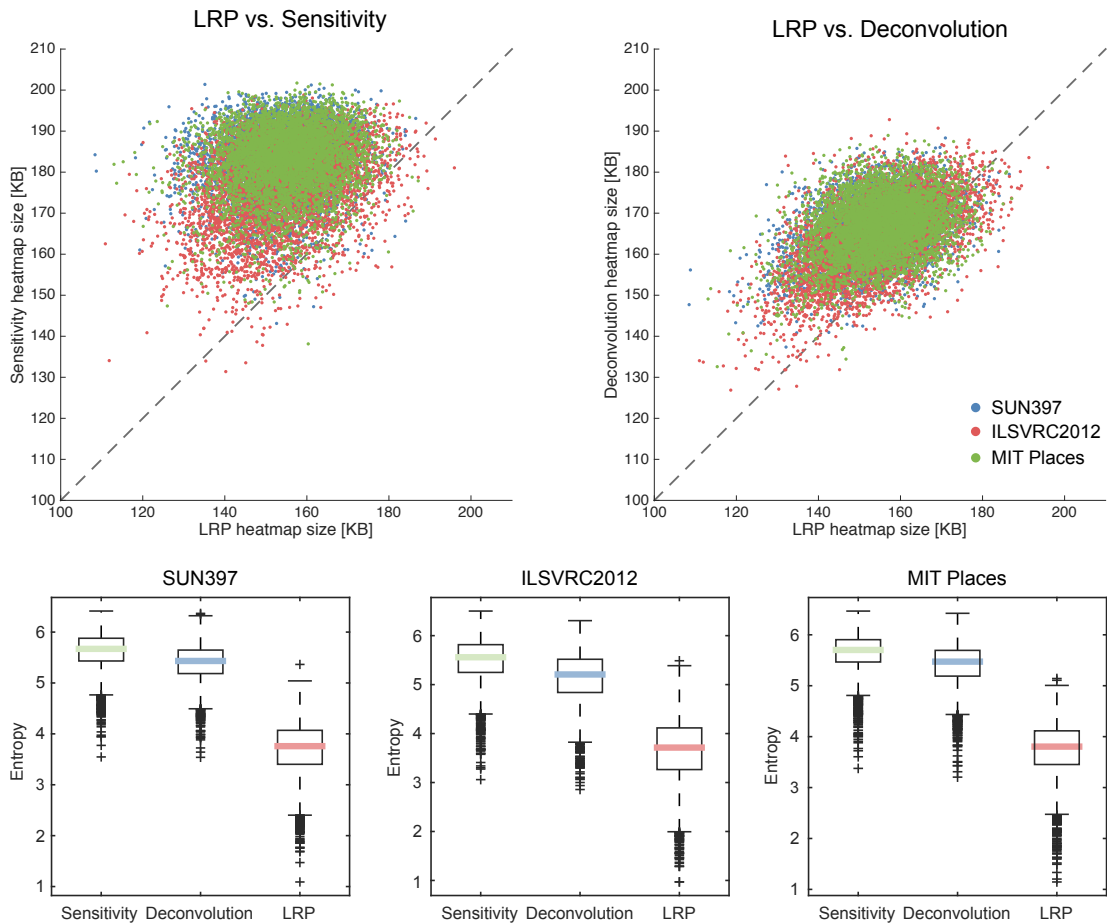 LRP vs. Sensitivity
210
200
190
180
170
160
150
140
130
120
110
100
100 120 140 160 180 200
Sensitivity heatmap size [KB]
LRP heatmap size [KB]
LRP vs. Deconvolution
210
200
190
180
170
160
150
140
130
120
110
100
100 120 140 160 180 200
Deconvolution heatmap size [KB]
LRP heatmap size [KB]
SUN397
ILSVRC2012
MIT Places
SUN397
6
5
4
3
2
1
Entropy
Sensitivity Deconvolution LRP
ILSVRC2012
6
5
4
3
2
1
Entropy
Sensitivity Deconvolution LRP
MIT Places
6
5
4
3
2
1
Entropy
Sensitivity Deconvolution LRP